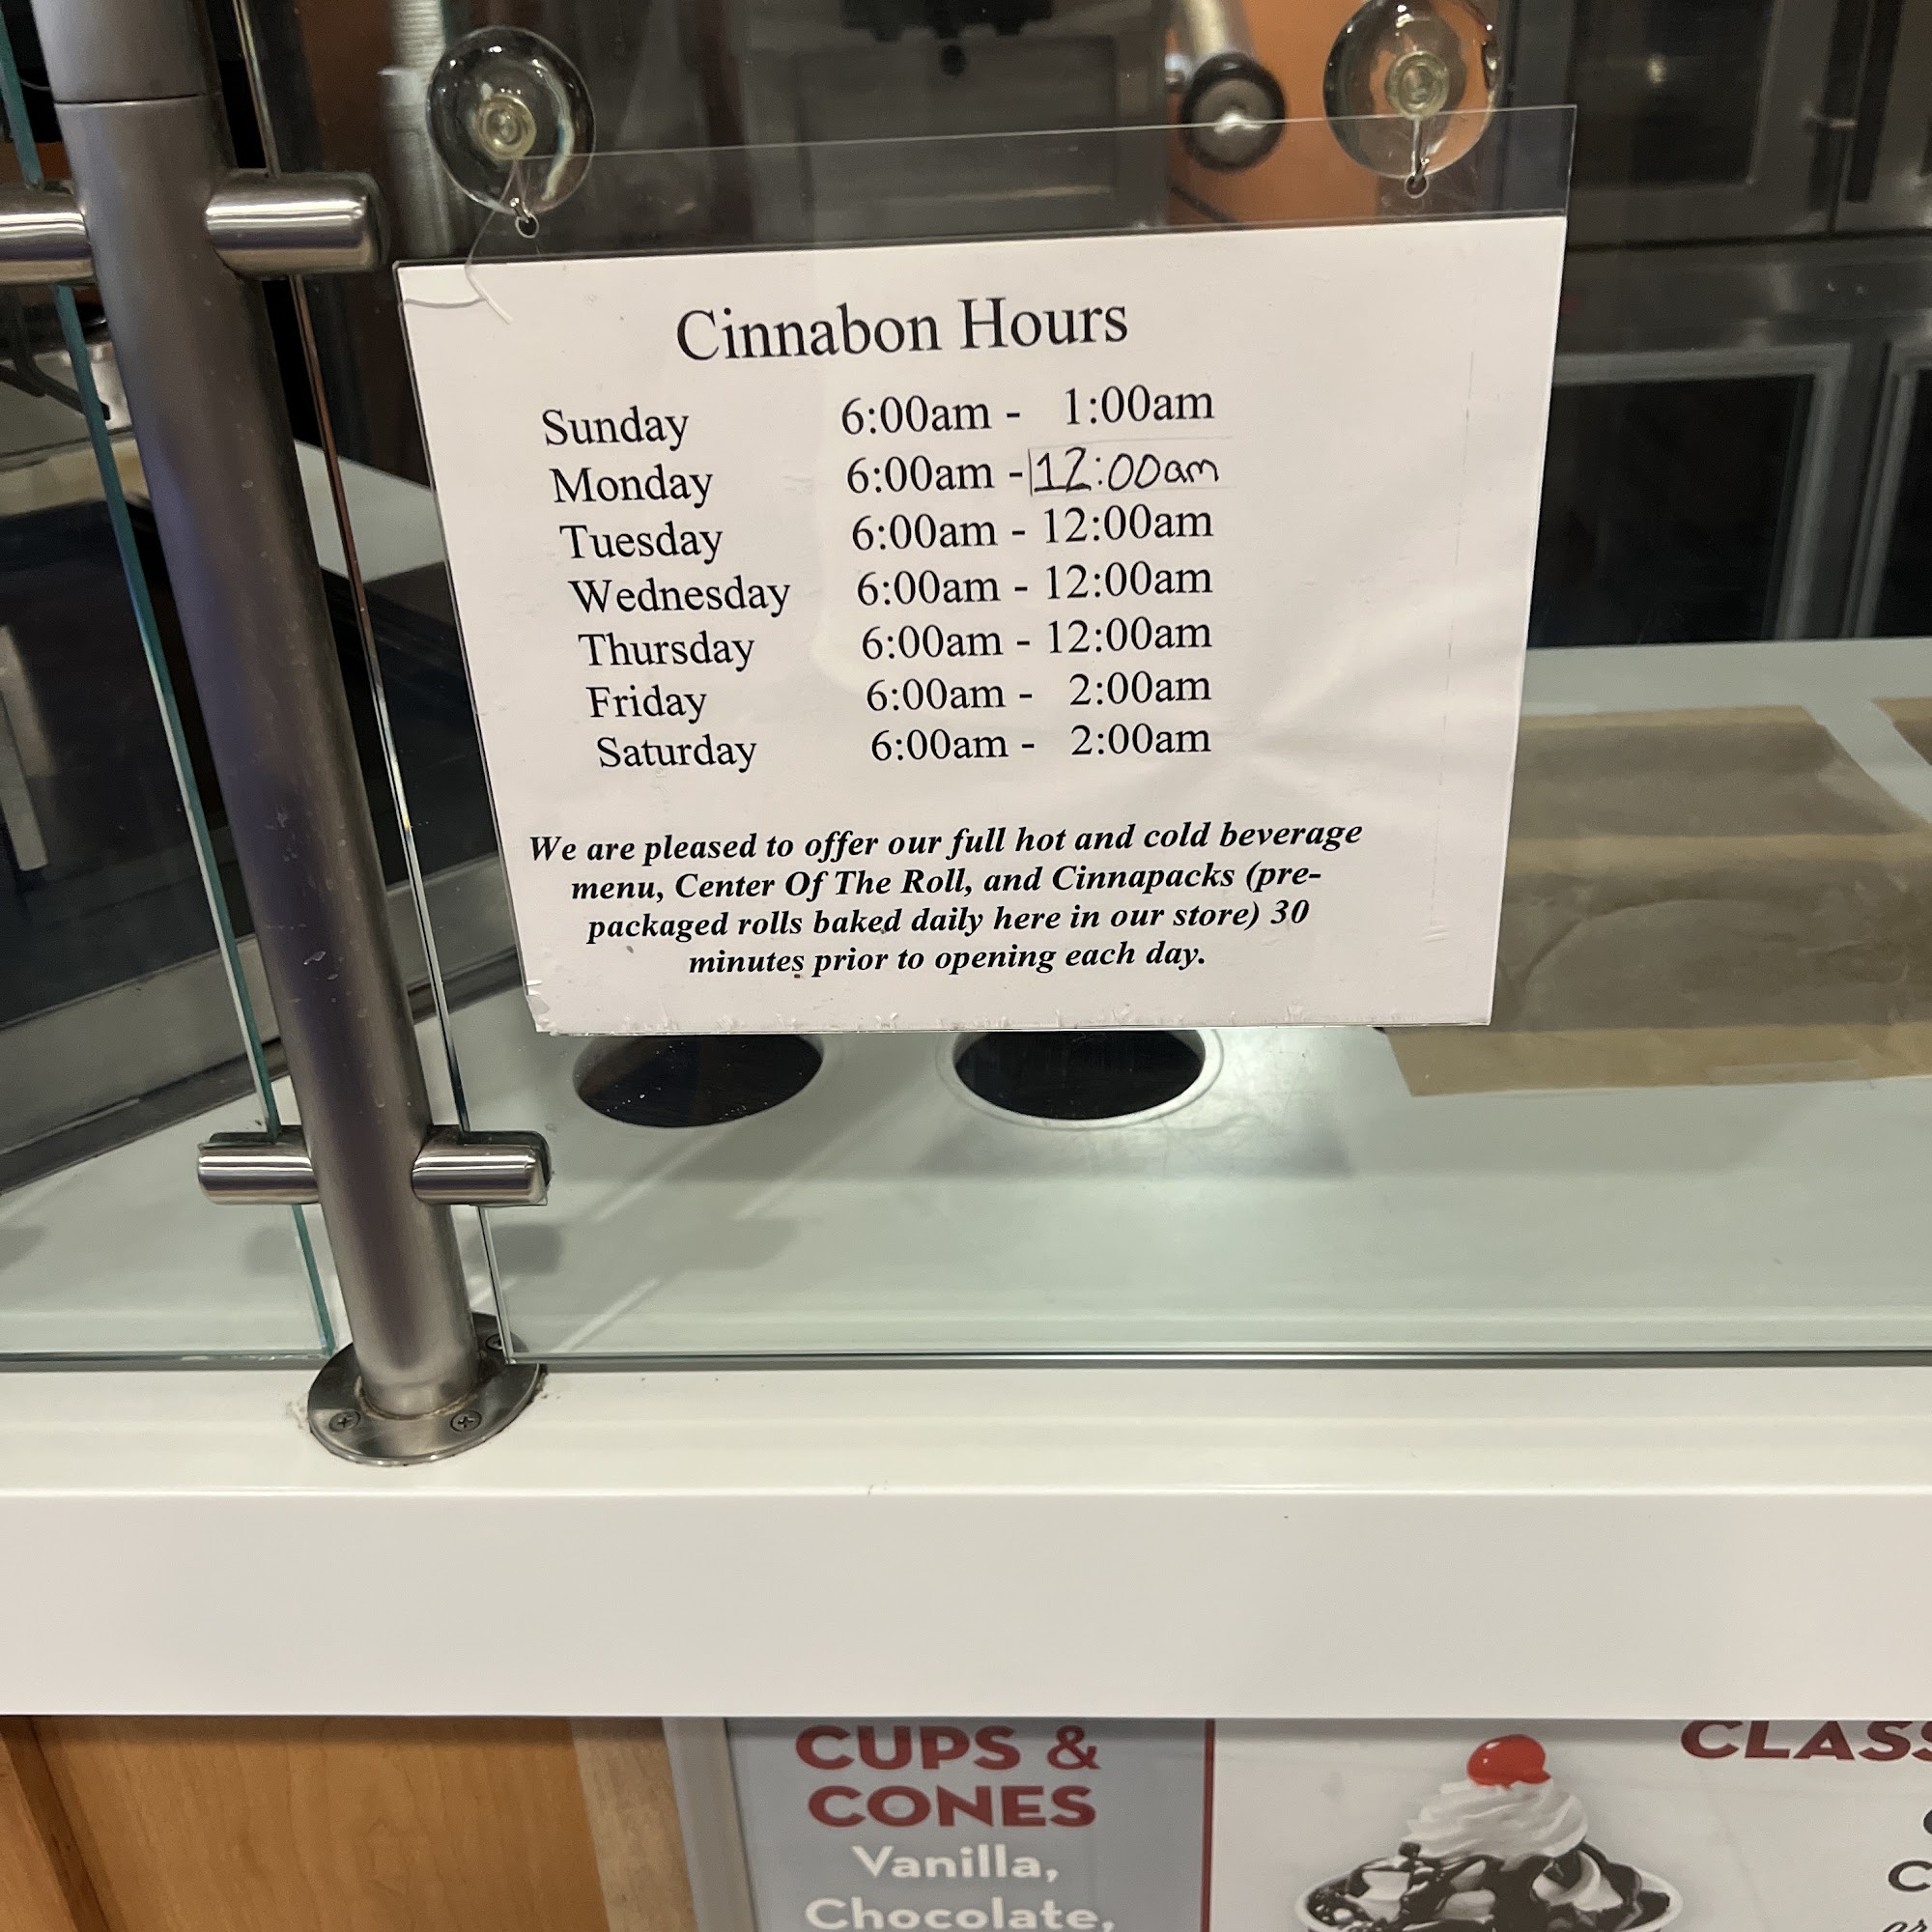 Cinnabon Hours
Sunday 6:00am - 1:00am
Monday 6:00am - 12:00am
Tuesday 6:00am - 12:00am
Wednesday 6:00am - 12:00am
Thursday 6:00am - 12:00am
Friday 6:00am - 2:00am
Saturday 6:00am - 2:00am
We are pleased to offer our full hot and cold beverage
menu, Center Of The Roll, and Cinnapacks (pre-
packaged rolls baked daily here in our store) 30
minutes prior to opening each day.
CUPS &
CONES
Vanilla,
Chocolate,
CLASS